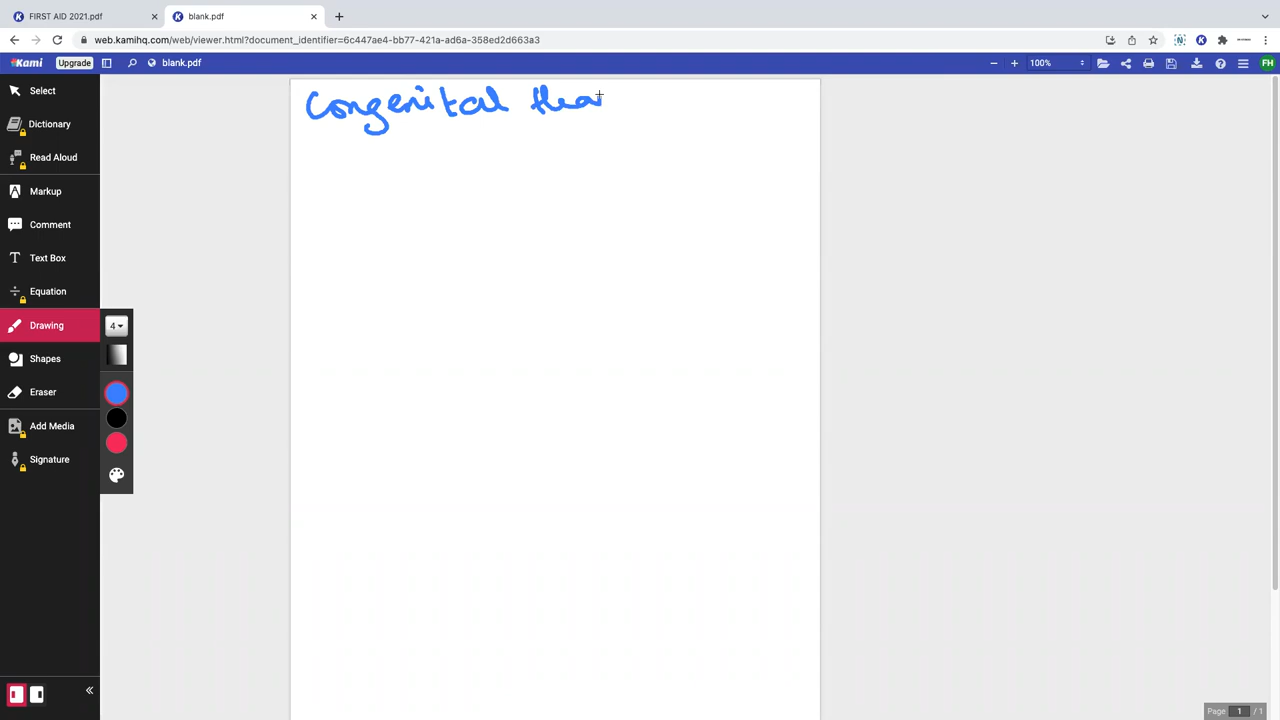 FIRST AID 2021.pdf
blank.pdf
web.kamihq.com/web/viewer.html?document_identifier=6c447ae4-bb77-421a-ad6a-358ed2d663a3
Kami
Upgrade
blank.pdf
100%
FH
Select
Dictionary
Read Aloud
Markup
Comment
Text Box
Equation
Drawing
Shapes
Eraser
Add Media
Signature
4
Congenital
Page 1 / 1